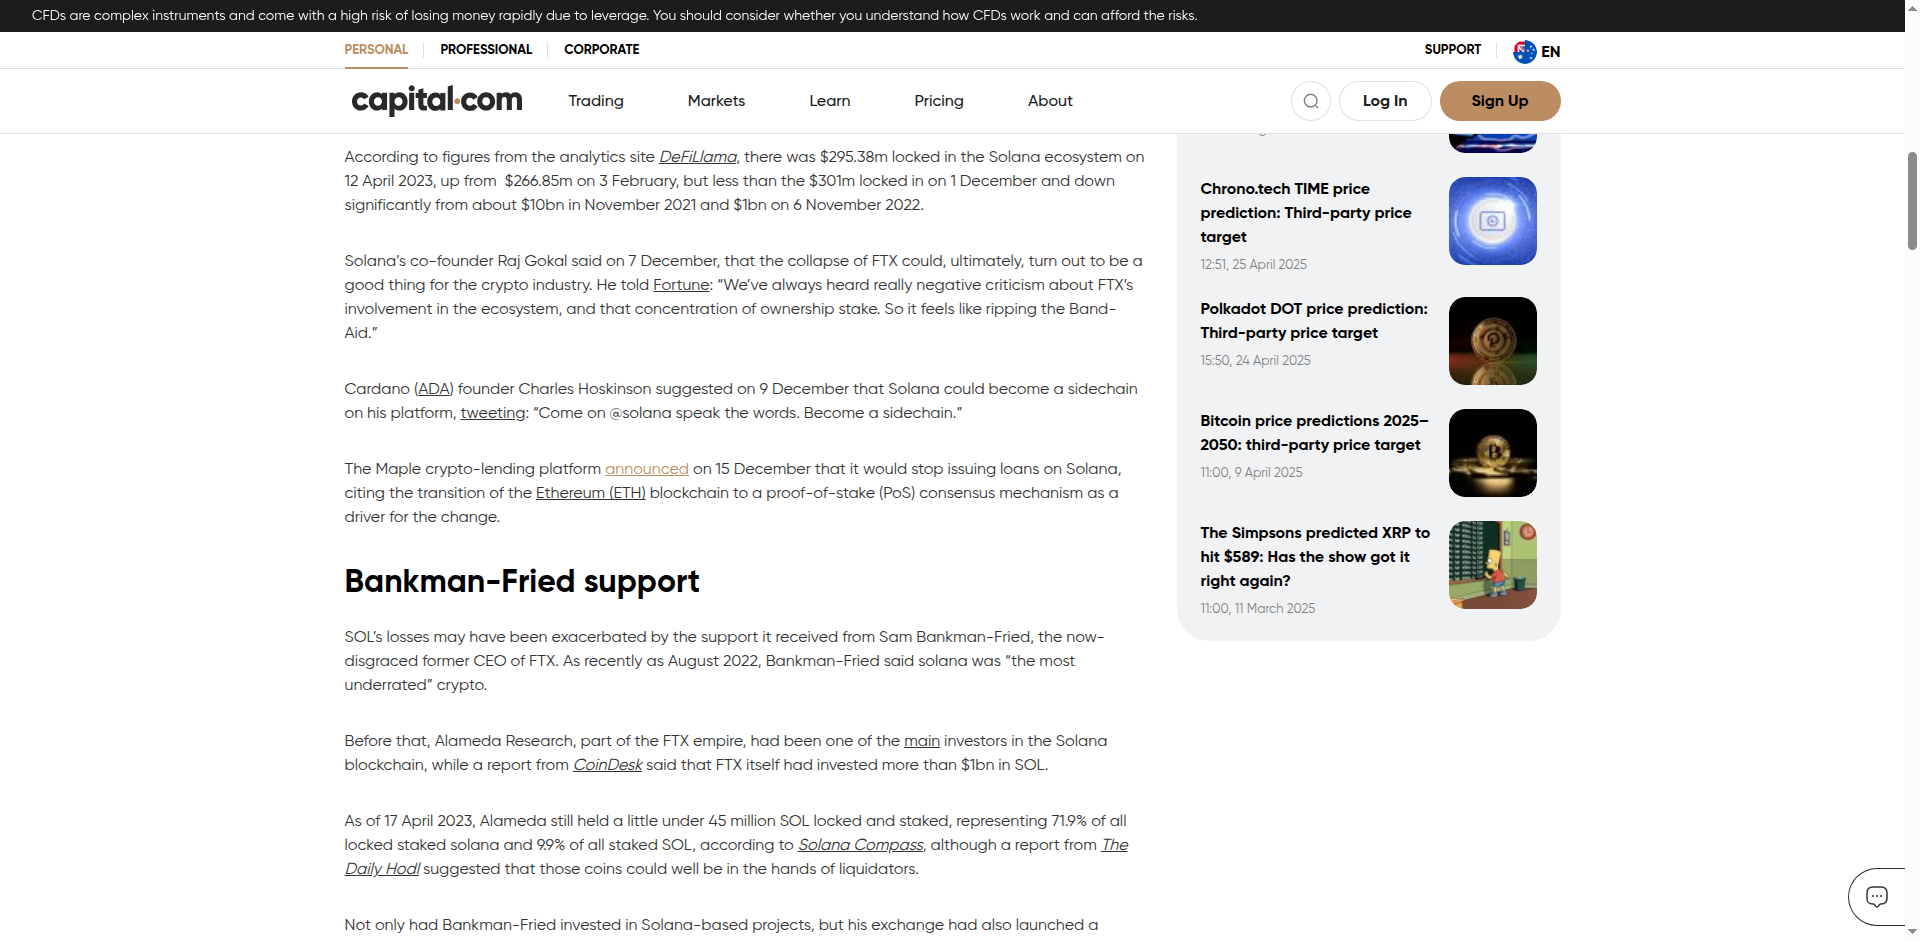 CFDs are complex instruments and come with a high risk of losing money rapidly due to leverage. You should consider whether you understand how CFDs work and can afford the risks.
PERSONAL
PROFESSIONAL
CORPORATE
SUPPORT
EN
capital.com
Trading
Markets
Learn
Pricing
About
Log In
Sign Up
According to figures from the analytics site DeFiLlama, there was $295.38m locked in the Solana ecosystem on
12 April 2023, up from $266.85m on 3 February, but less than the $301m locked in on 1 December and down
significantly from about $10bn in November 2021 and $1bn on 6 November 2022.
Solana’s co-founder Raj Gokal said on 7 December, that the collapse of FTX could, ultimately, turn out to be a
good thing for the crypto industry. He told Fortune: “We’ve always heard really negative criticism about FTX’s
involvement in the ecosystem, and that concentration of ownership stake. So it feels like ripping the Band-
Aid.”
Cardano (ADA) founder Charles Hoskinson suggested on 9 December that Solana could become a sidechain
on his platform, tweeting: “Come on @solana speak the words. Become a sidechain.”
The Maple crypto-lending platform announced on 15 December that it would stop issuing loans on Solana,
citing the transition of the Ethereum (ETH) blockchain to a proof-of-stake (PoS) consensus mechanism as a
driver for the change.
Bankman-Fried support
SOL’s losses may have been exacerbated by the support it received from Sam Bankman-Fried, the now-
disgraced former CEO of FTX. As recently as August 2022, Bankman-Fried said solana was “the most
underrated” crypto.
Before that, Alameda Research, part of the FTX empire, had been one of the main investors in the Solana
blockchain, while a report from CoinDesk said that FTX itself had invested more than $1bn in SOL.
As of 17 April 2023, Alameda still held a little under 45 million SOL locked and staked, representing 71.9% of all
locked staked solana and 9.9% of all staked SOL, according to Solana Compass, although a report from The
Daily Hodl suggested that those coins could well be in the hands of liquidators.
Not only had Bankman-Fried invested in Solana-based projects, but his exchange had also launched a
Chrono.tech TIME price
prediction: Third-party price
target
12:51, 25 April 2025
Polkadot DOT price prediction:
Third-party price target
15:50, 24 April 2025
Bitcoin price predictions 2025–
2050: third-party price target
11:00, 9 April 2025
The Simpsons predicted XRP to
hit $589: Has the show got it
right again?
11:00, 11 March 2025